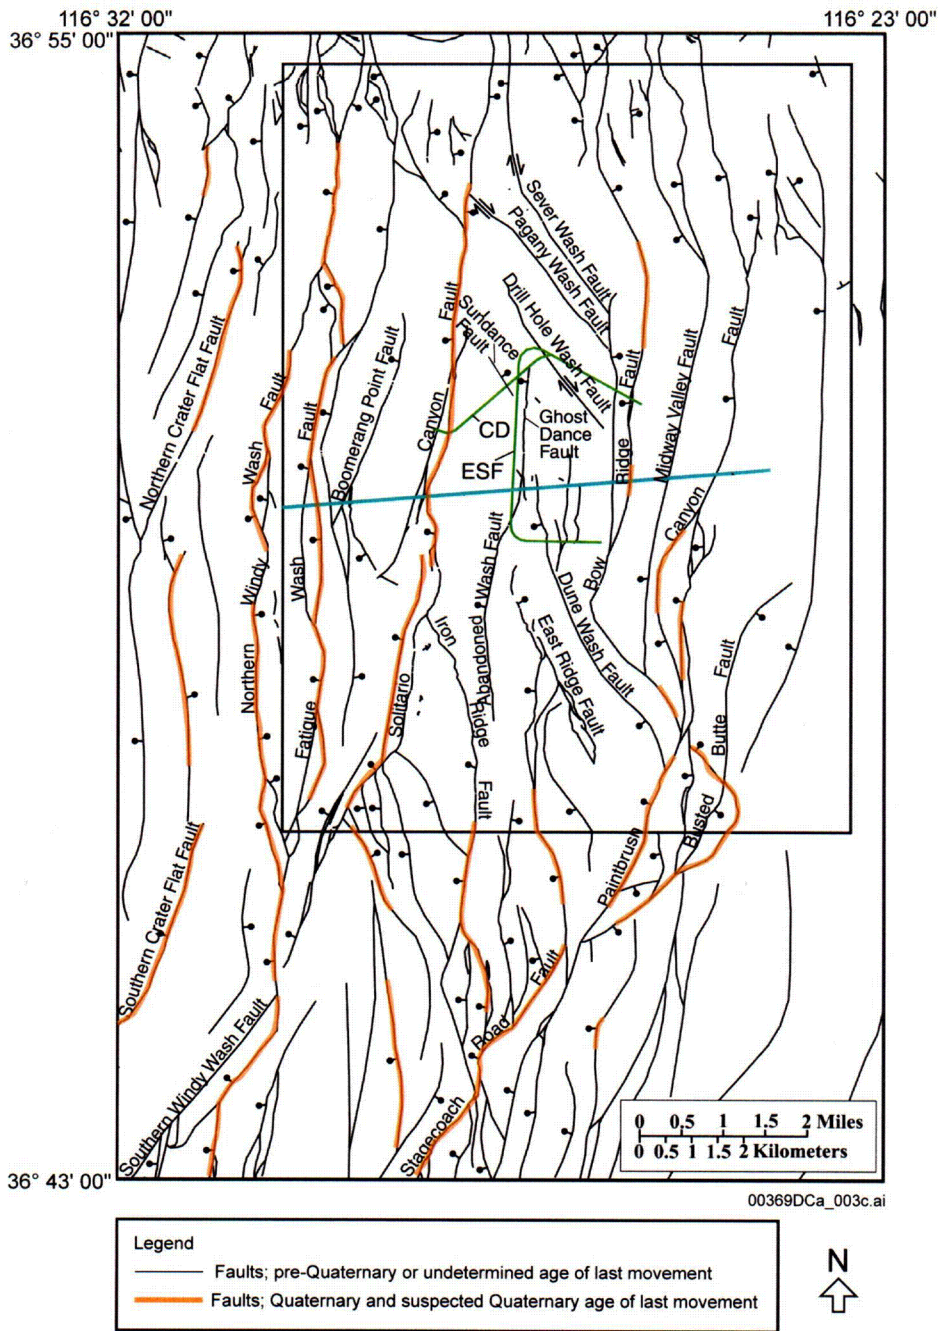 116° 32' 00"
116° 23' 00"
36° 55' 00"
Sever Wash Fault
Pagany Wash Fault
Drill Hole Wash Fault
Sundance
Fault
Fault
Canyon
Solitario
Northern Crater Flat Fault
Fault
Wash
Windy
Northern
Fault
Wash
Fatigue
Boomerang Point Fault
CD
ESF
Ghost
Dance
Fault
Fault
Ridge
Bow
Midway Valley Fault
Fault
Canyon
Paintbrush
Abandoned
Wash Fault
Dune Wash Fault
East Ridge Fault
Iron
Ridge
Fault
Fault
Butte
Busted
Southern Crater Flat Fault
Southern Windy Wash Fault
Fault
Road
Stagecoach
0 0,5 1 1,5 2 Miles
0 0.5 1 1.5 2 Kilometers
36° 43' 00"
00369DCa_003c.ai
Legend
Faults; pre-Quaternary or undetermined age of last movement
Faults; Quaternary and suspected Quaternary age of last movement
N